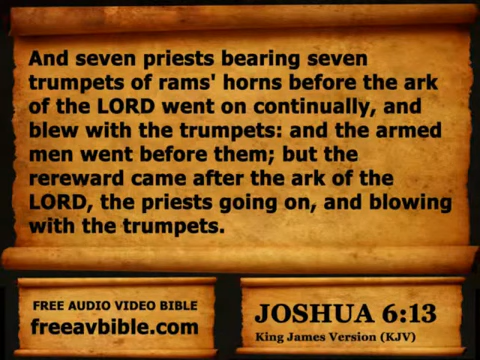 And seven priests bearing seven
trumpets of rams' horns before the ark
of the LORD went on continually, and
blew with the trumpets: and the armed
men went before them; but the
rereward came after the ark of the
LORD, the priests going on, and blowing
with the trumpets.
FREE AUDIO VIDEO BIBLE
freeavbible.com
JOSHUA 6:13
King James Version (KJV)